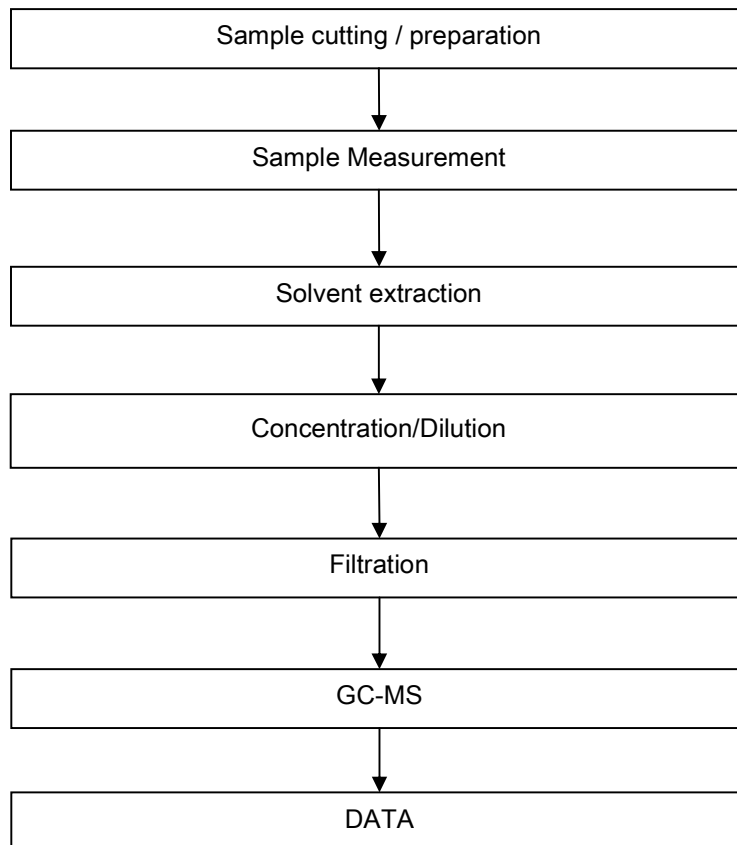 Sample cutting / preparation
Sample Measurement
Solvent extraction
Concentration/Dilution
Filtration
GC-MS
DATA